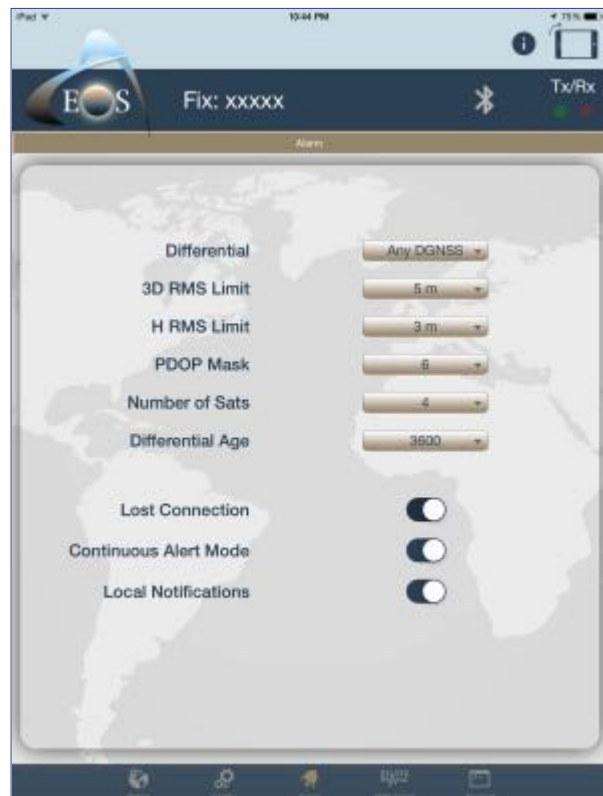 iPad
10:44 PM
75%
i
EOS
Fix: xxxxx
Tx/Rx
Alarm
Differential Any DGNSS
3D RMS Limit 5 m
H RMS Limit 3 m
PDOP Mask 6
Number of Sats 4
Differential Age 3600
Lost Connection
Continuous Alert Mode
Local Notifications